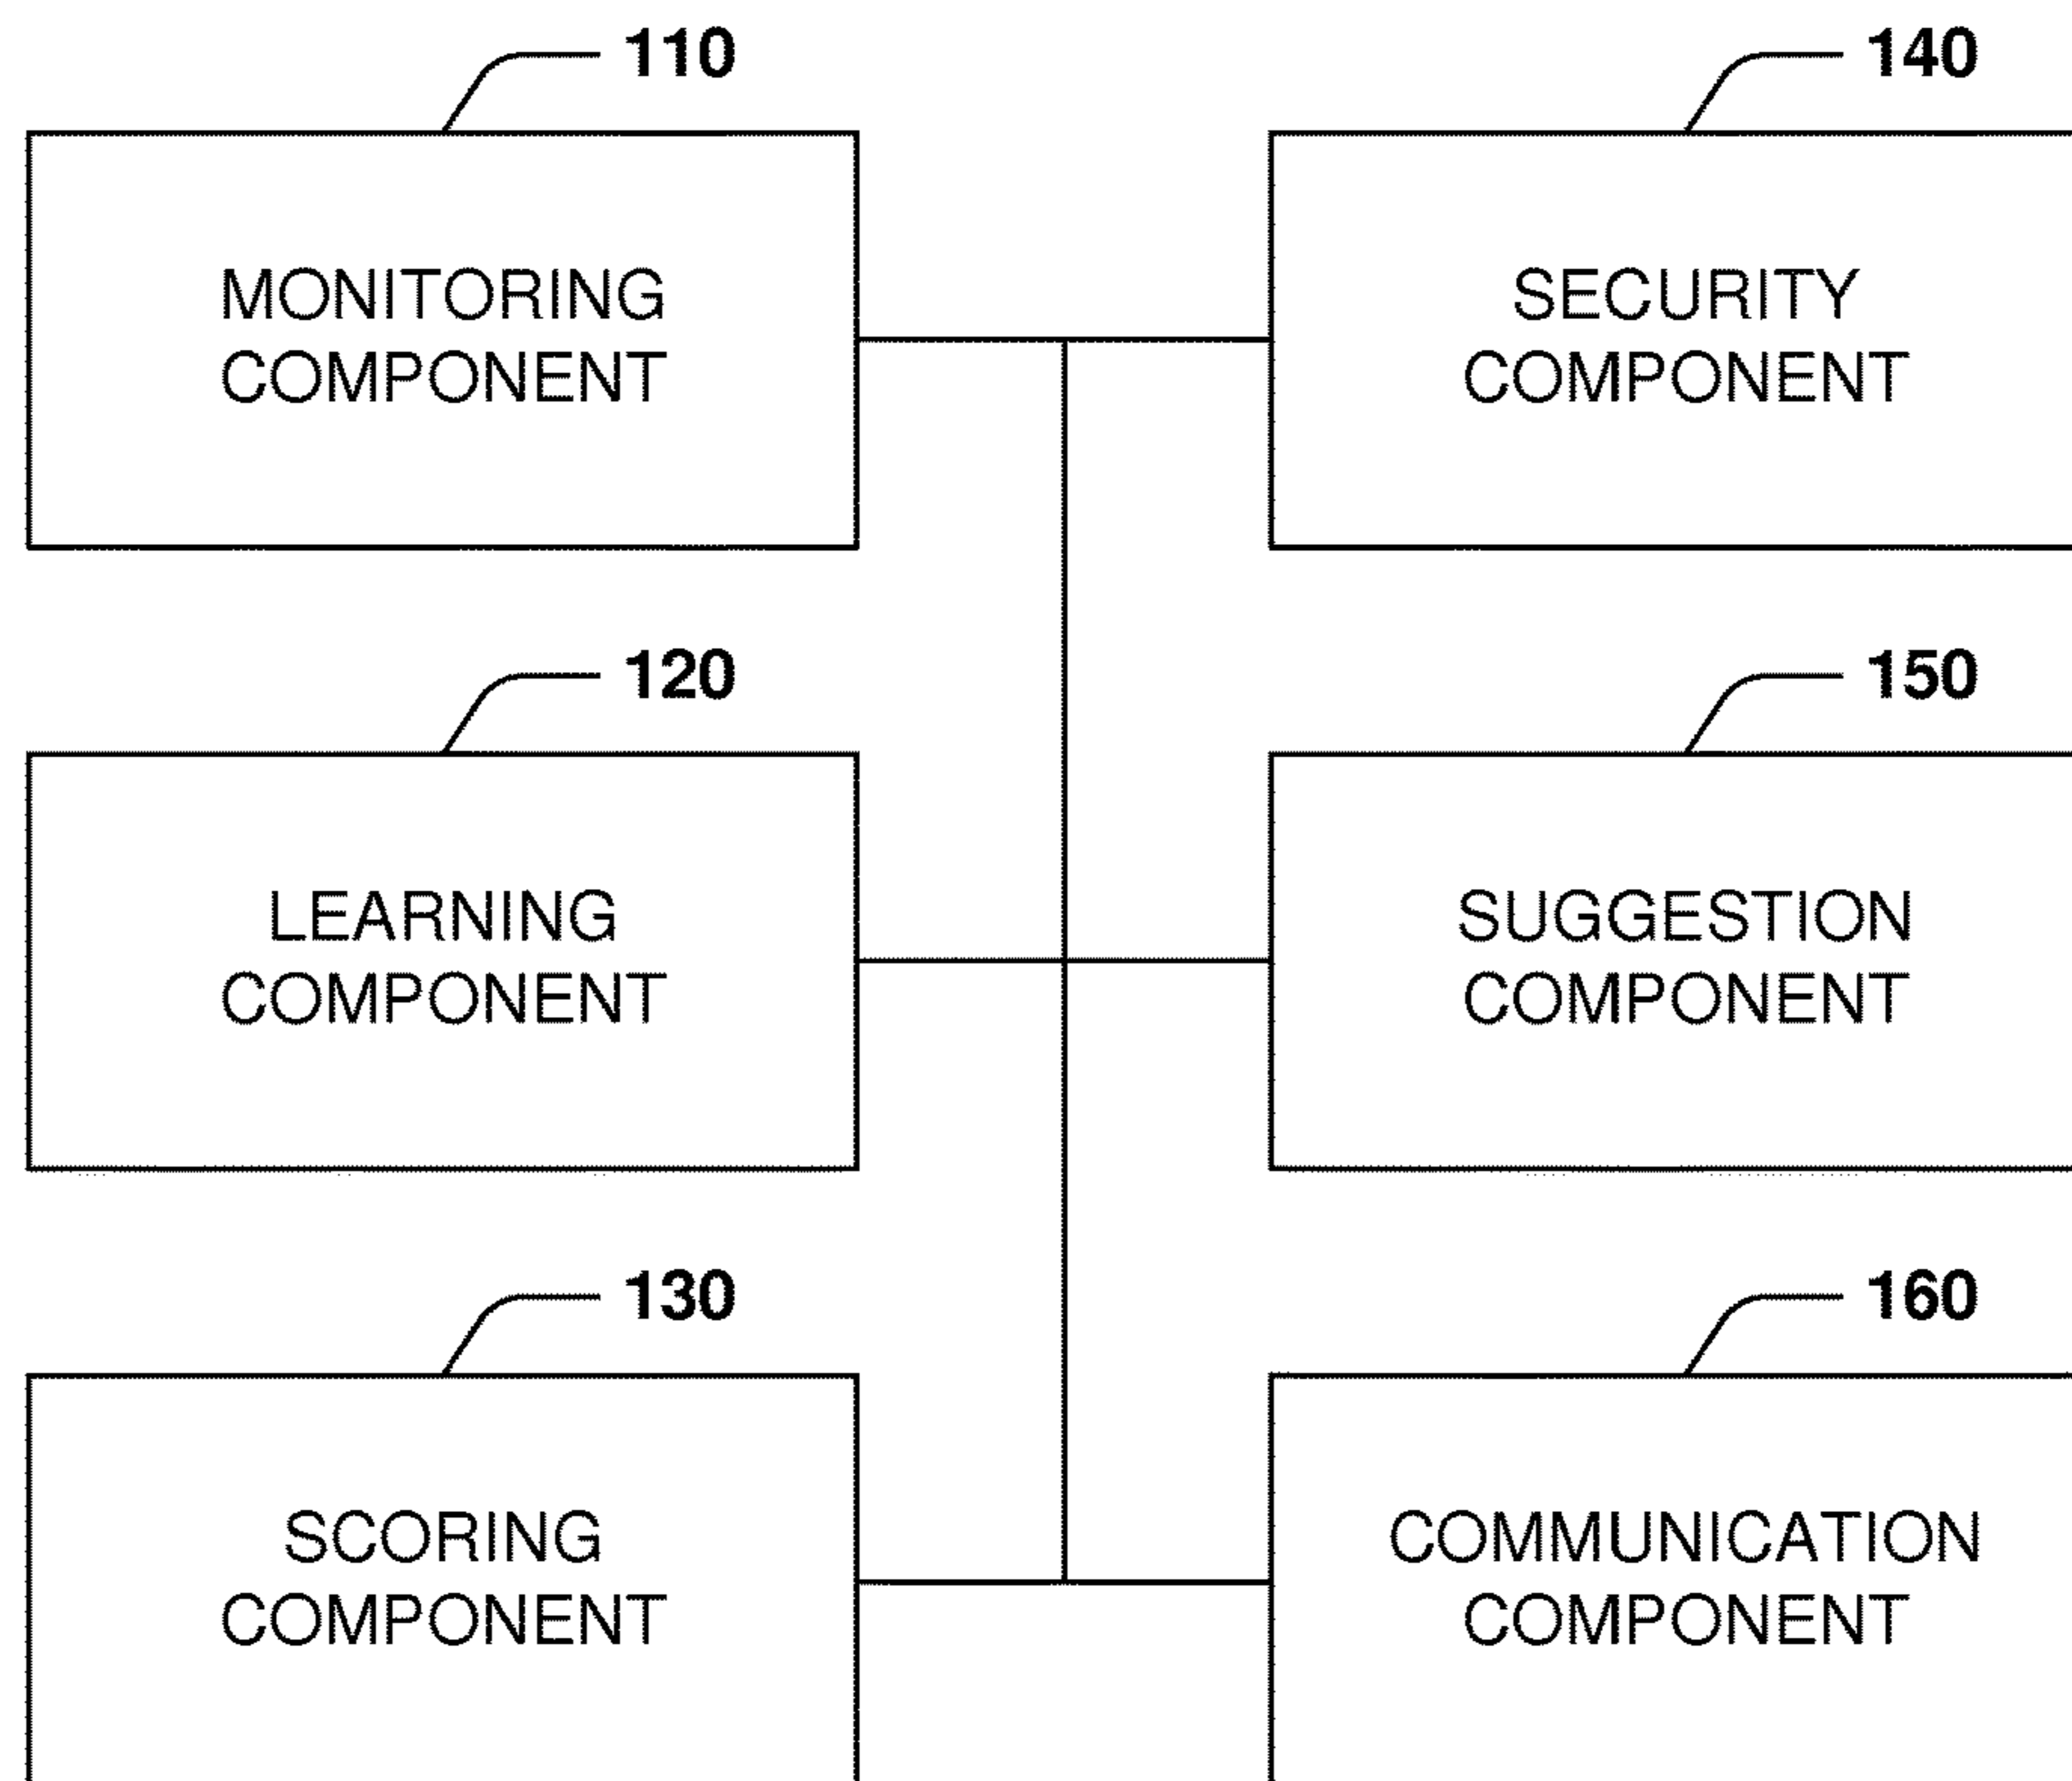 110
MONITORING
COMPONENT
140
SECURITY
COMPONENT
120
LEARNING
COMPONENT
150
SUGGESTION
COMPONENT
130
SCORING
COMPONENT
160
COMMUNICATION
COMPONENT